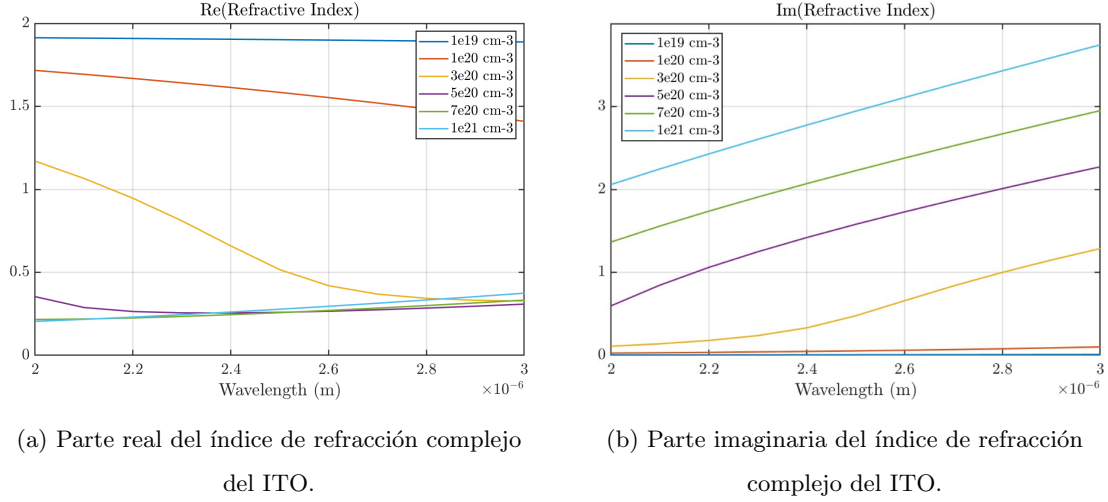 Re(Refractive Index)
2
1.5
1
0.5
0
1e19 cm-3
1e20 cm-3
3e20 cm-3
5e20 cm-3
7e20 cm-3
1e21 cm-3
2
2.2
2.4
2.6
2.8
3
Wavelength (m)
×10⁻⁶
Im(Refractive Index)
3
2
1
0
1e19 cm-3
1e20 cm-3
3e20 cm-3
5e20 cm-3
7e20 cm-3
1e21 cm-3
2
2.2
2.4
2.6
2.8
3
Wavelength (m)
×10⁻⁶
(a) Parte real del índice de refracción complejo
del ITO.
(b) Parte imaginaria del índice de refracción
complejo del ITO.